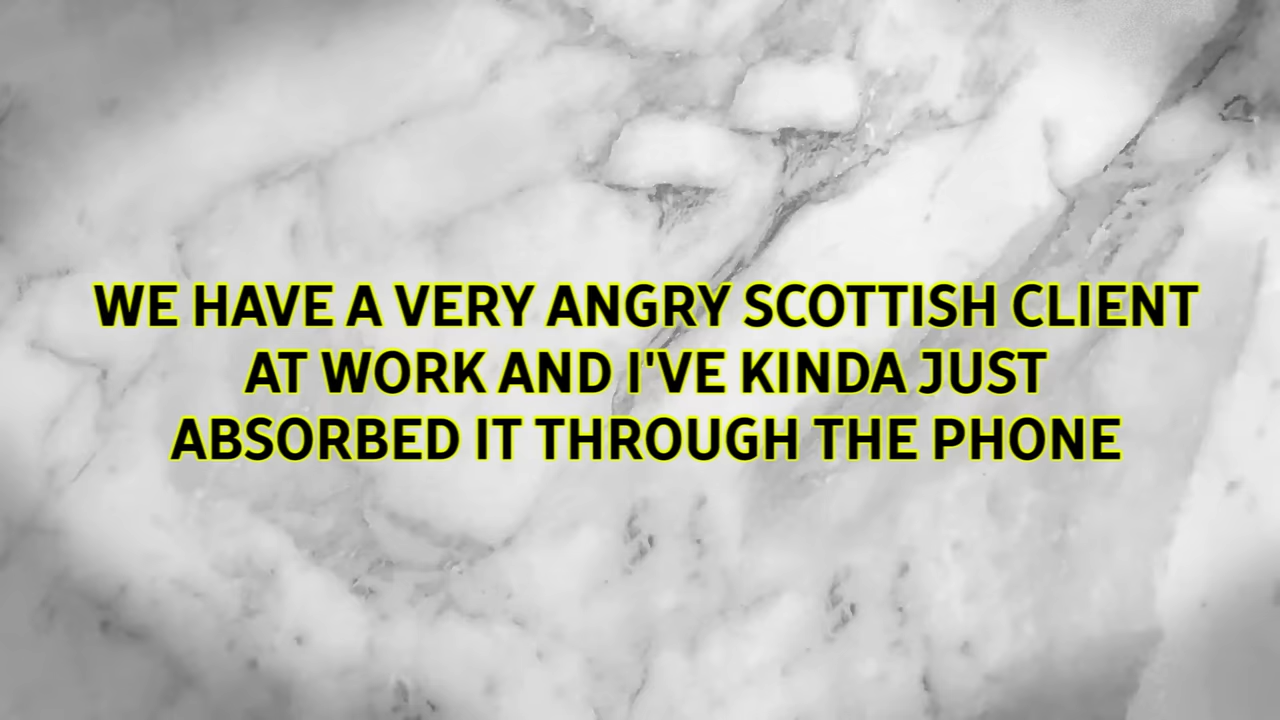 WE HAVE A VERY ANGRY SCOTTISH CLIENT
AT WORK AND I'VE KINDA JUST
ABSORBED IT THROUGH THE PHONE